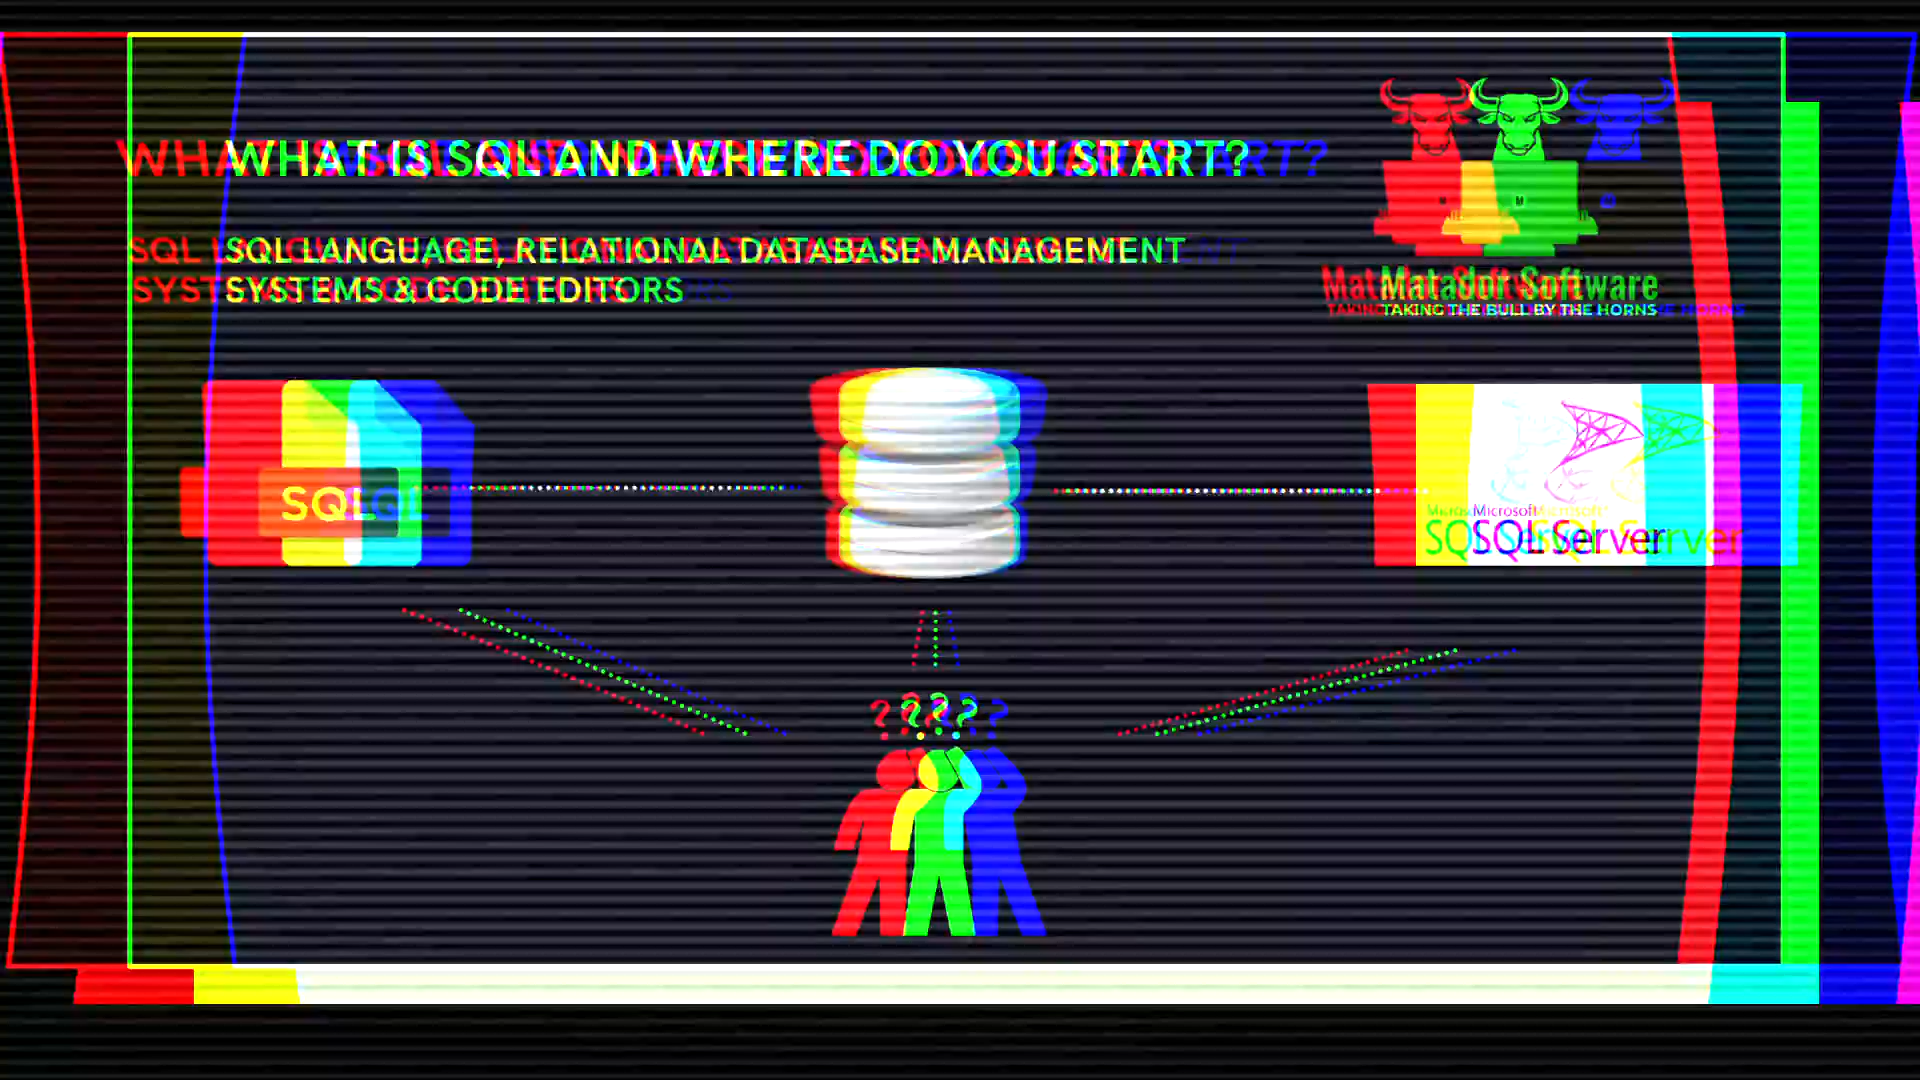 WHAT IS SQL AND WHERE DO YOU START?
SQL LANGUAGE, RELATIONAL DATABASE MANAGEMENT
SYSTEMS & CODE EDITORS
MataDor Software
TAKING THE BULL BY THE HORNS
SQL
Microsoft
SQL Server
? ? ?